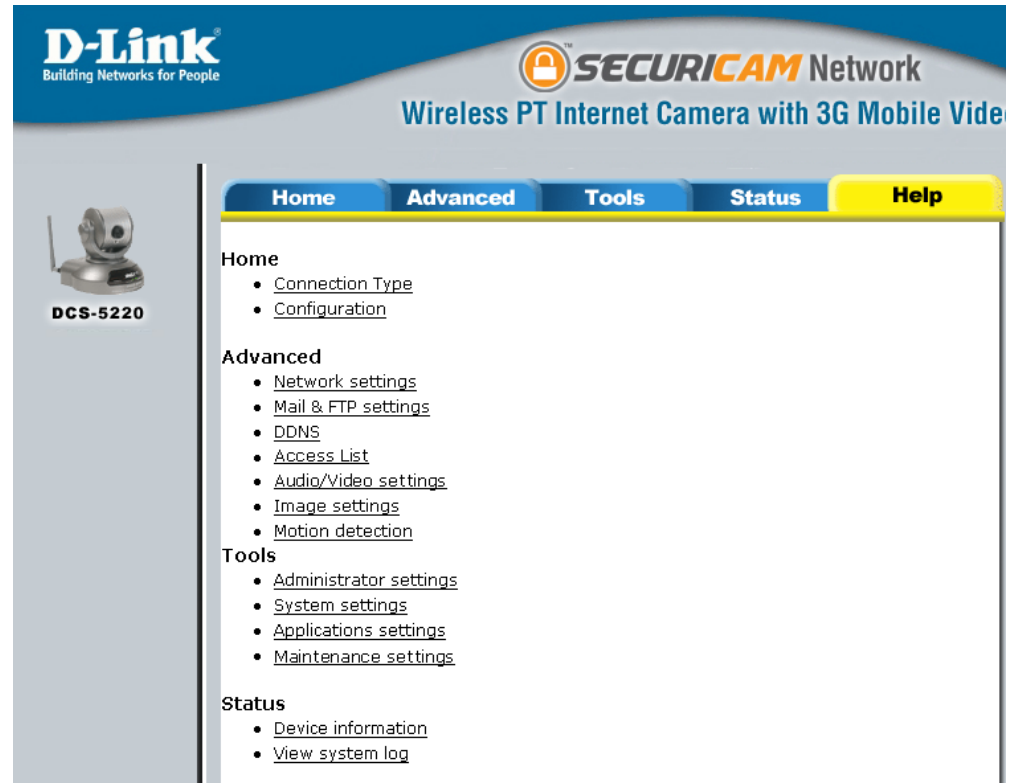 D-Link®
Building Networks for People
SECURICAM Network
™
Wireless PT Internet Camera with 3G Mobile Vide
Home Advanced Tools Status Help
DCS-5220
Home
• Connection Type
• Configuration
Advanced
• Network settings
• Mail & FTP settings
• DDNS
• Access List
• Audio/Video settings
• Image settings
• Motion detection
Tools
• Administrator settings
• System settings
• Applications settings
• Maintenance settings
Status
• Device information
• View system log